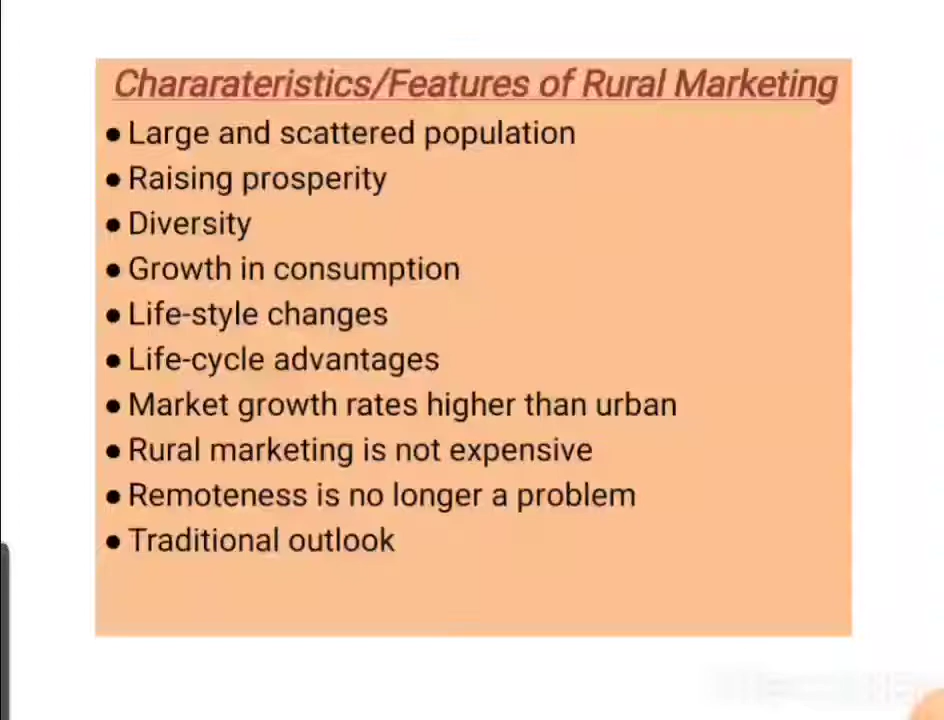 Chararateristics/Features of Rural Marketing
• Large and scattered population
• Raising prosperity
• Diversity
• Growth in consumption
• Life-style changes
• Life-cycle advantages
• Market growth rates higher than urban
• Rural marketing is not expensive
• Remoteness is no longer a problem
• Traditional outlook